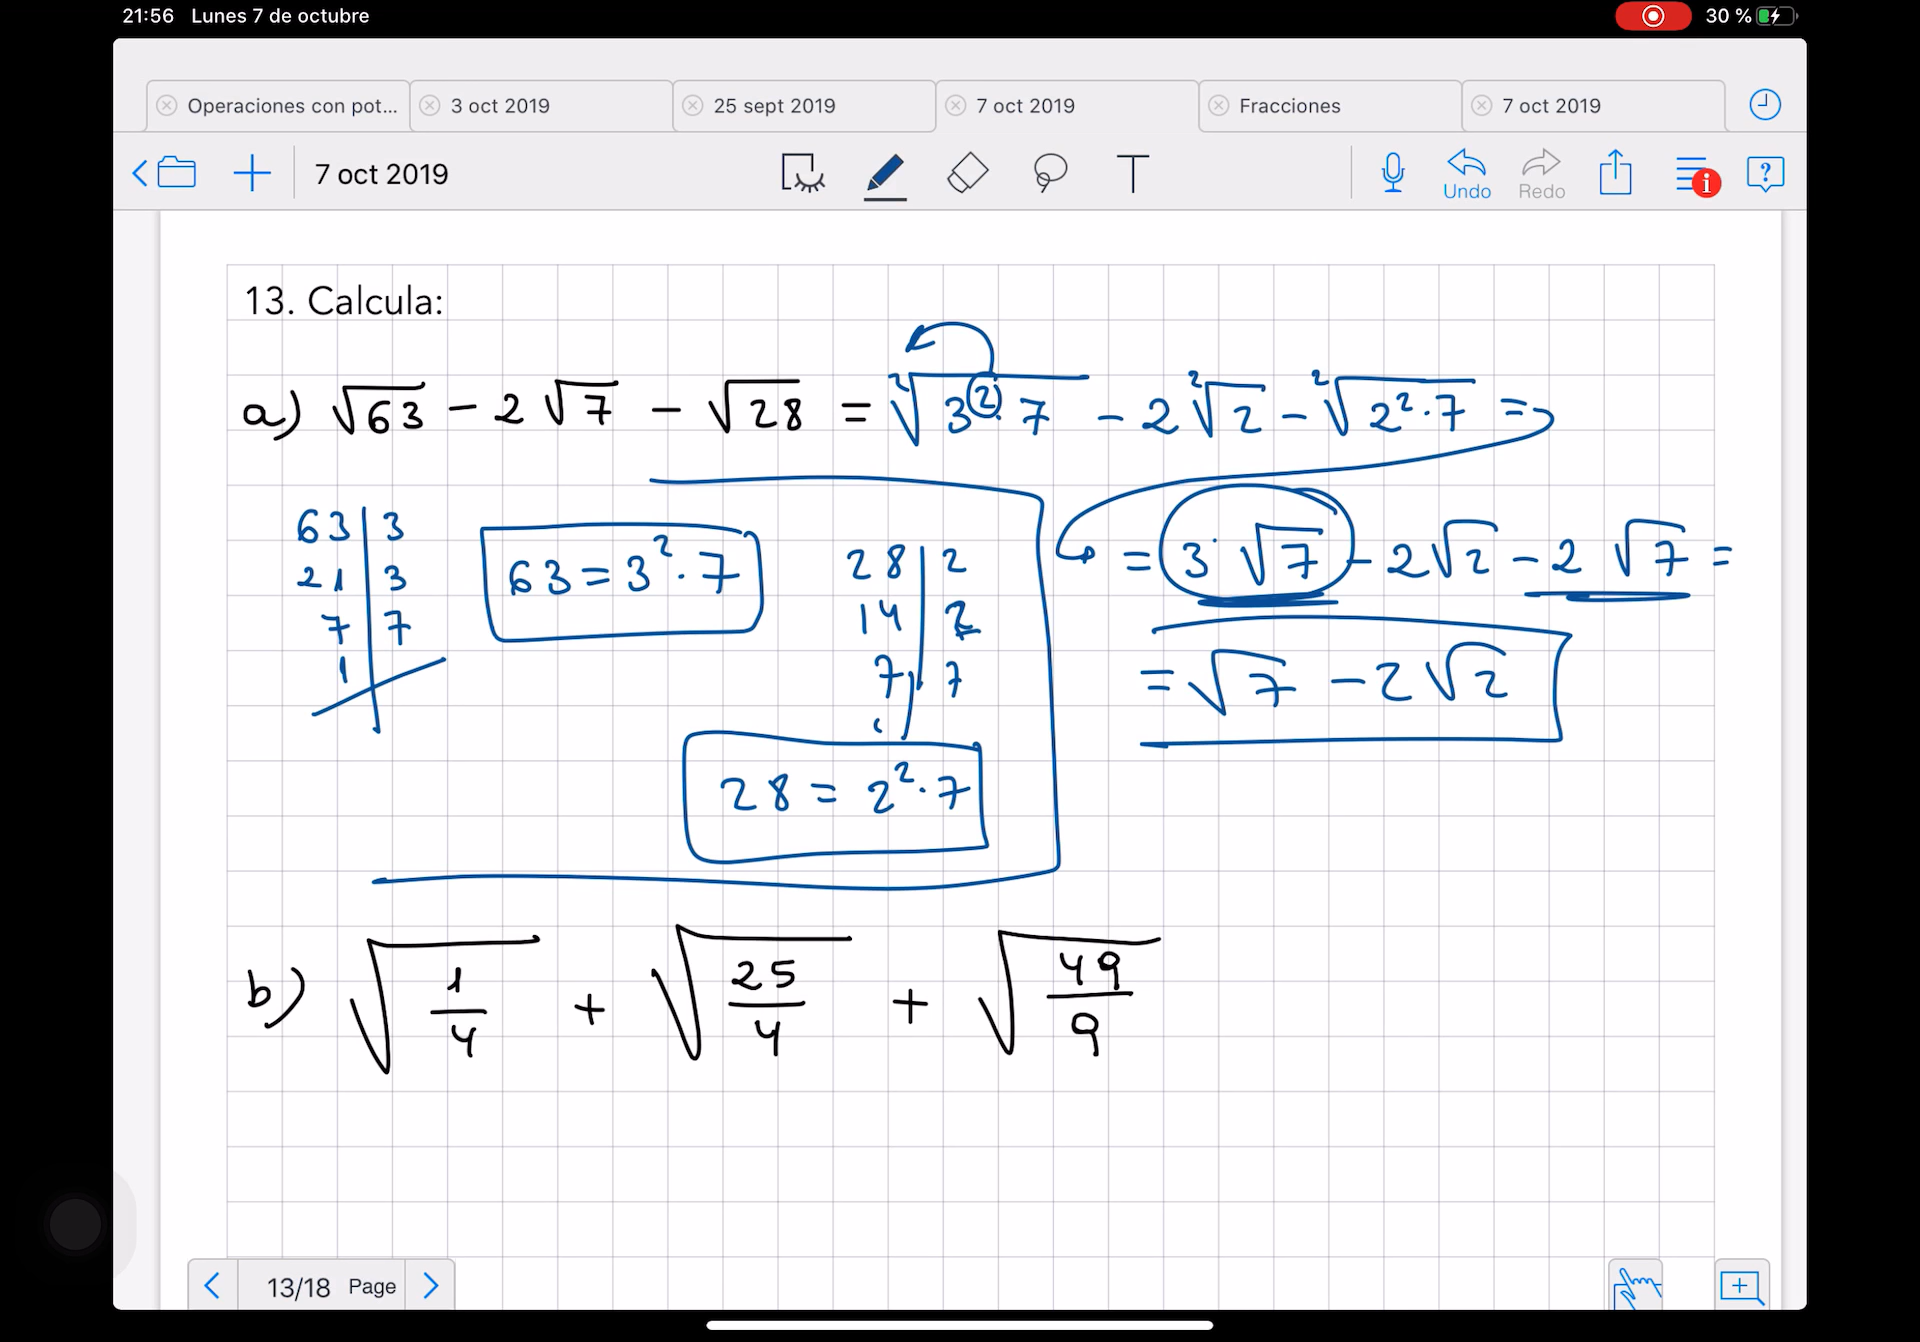 21:56 Lunes 7 de octubre 30 %
Operaciones con pot... 3 oct 2019 25 sept 2019 7 oct 2019 Fracciones 7 oct 2019
7 oct 2019 T Undo Redo
13. Calcula:
a) √63 − 2√7 − √28 = ²√(3²·7) − 2²√2 − ²√(2²·7) =
= 3·√7 − 2√2 − 2√7 =
= √7 − 2√2
63 | 3
21 | 3
7 | 7
1
63 = 3²·7
28 | 2
14 | 2
7 | 7
28 = 2²·7
b) √(1/4) + √(25/4) + √(49/9)
13/18 Page